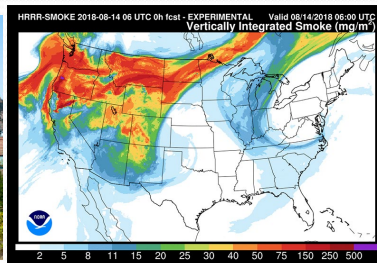 HRRR-SMOKE 2018-08-14 06 UTC 0h fcst - EXPERIMENTAL Valid 08/14/2018 06:00 UTC
Vertically Integrated Smoke (mg/m²)
NOAA
2 5 8 11 15 20 25 30 40 50 75 150 250 500